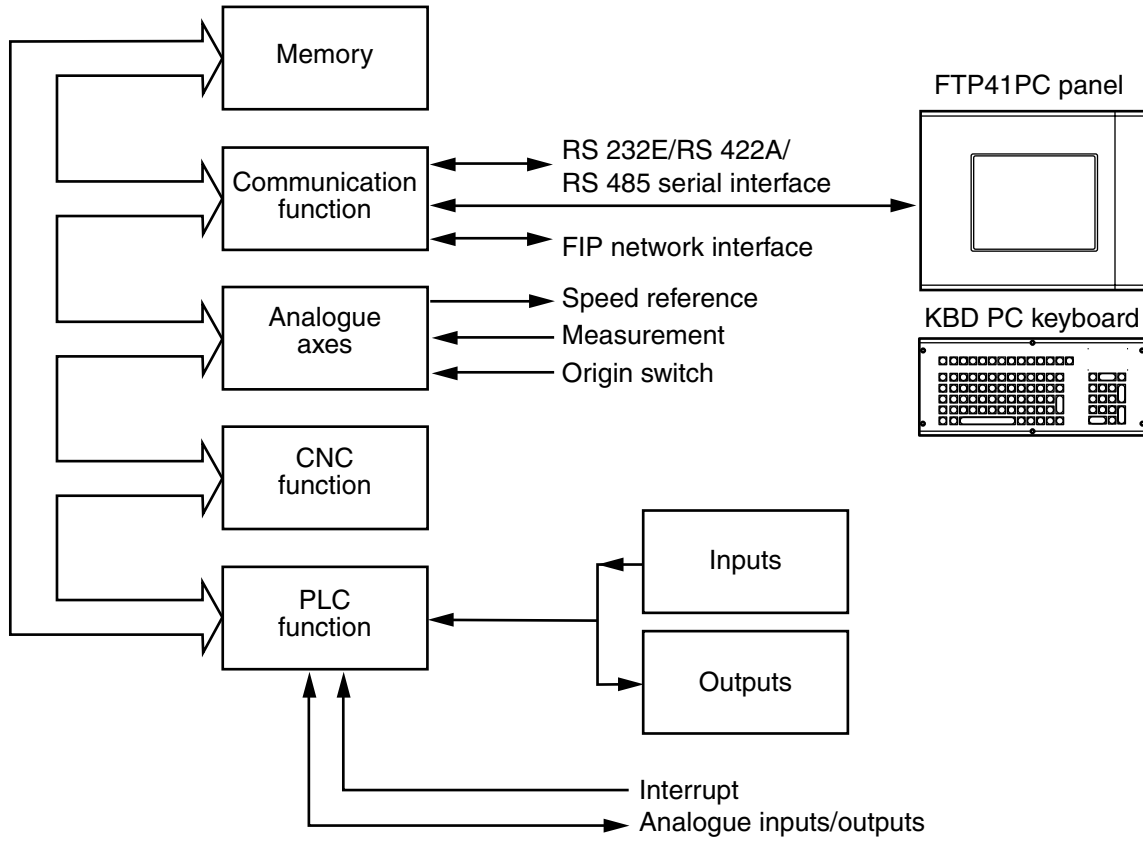 Memory
FTP41PC panel
Communication
function
RS 232E/RS 422A/
RS 485 serial interface
FIP network interface
Analogue
axes
Speed reference
Measurement
Origin switch
KBD PC keyboard
CNC
function
PLC
function
Inputs
Outputs
Interrupt
Analogue inputs/outputs